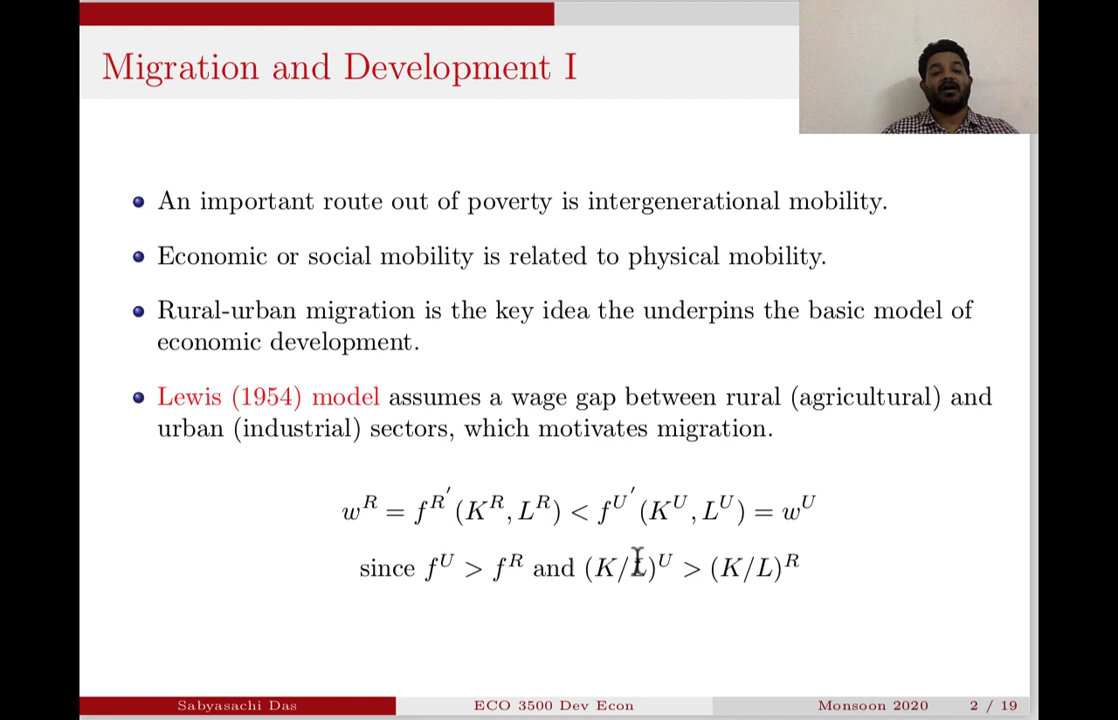 Migration and Development I
An important route out of poverty is intergenerational mobility.
Economic or social mobility is related to physical mobility.
Rural-urban migration is the key idea the underpins the basic model of
economic development.
Lewis (1954) model assumes a wage gap between rural (agricultural) and
urban (industrial) sectors, which motivates migration.
w^R = f^R′(K^R, L^R) < f^U′(K^U, L^U) = w^U
since f^U > f^R and (K/L)^U > (K/L)^R
Sabyasachi Das ECO 3500 Dev Econ Monsoon 2020 2 / 19